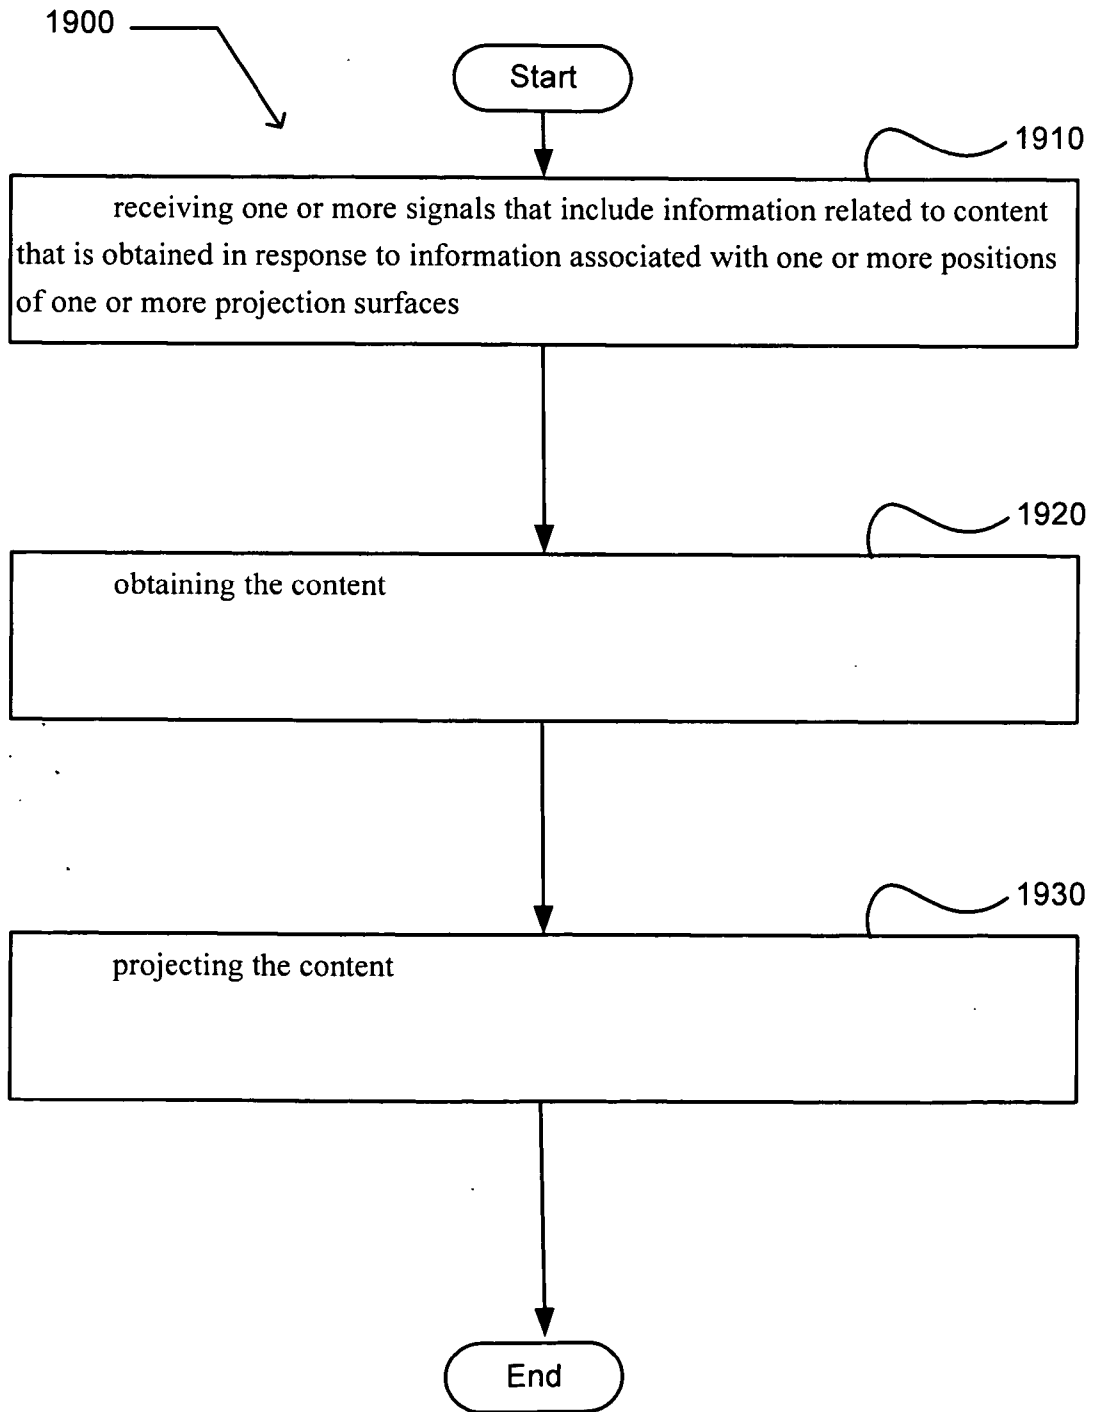 1900
Start
1910
receiving one or more signals that include information related to content
that is obtained in response to information associated with one or more positions
of one or more projection surfaces
1920
obtaining the content
1930
projecting the content
End